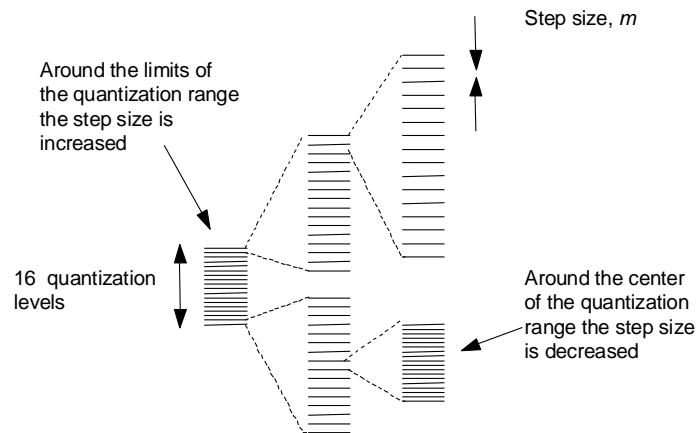 Step size, m
Around the limits of
the quantization range
the step size is
increased
16 quantization
levels
Around the center
of the quantization
range the step size
is decreased